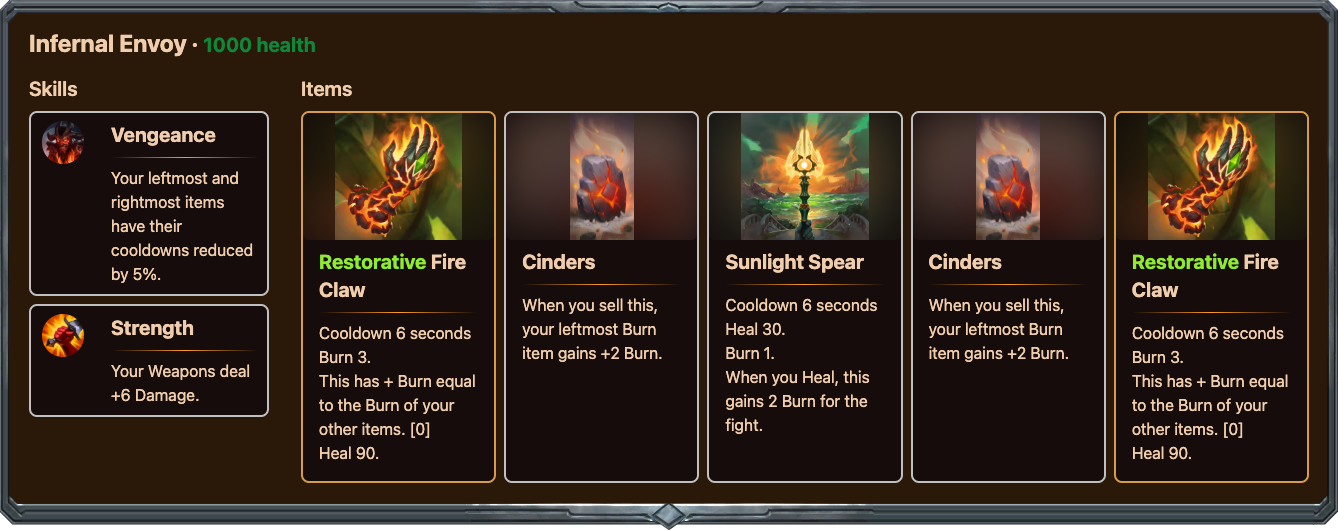 Infernal Envoy · 1000 health
Skills
Vengeance
Your leftmost and
rightmost items
have their
cooldowns reduced
by 5%.
Strength
Your Weapons deal
+6 Damage.
Items
Restorative Fire
Claw
Cooldown 6 seconds
Burn 3.
This has + Burn equal
to the Burn of your
other items. [0]
Heal 90.
Cinders
When you sell this,
your leftmost Burn
item gains +2 Burn.
Sunlight Spear
Cooldown 6 seconds
Heal 30.
Burn 1.
When you Heal, this
gains 2 Burn for the
fight.
Cinders
When you sell this,
your leftmost Burn
item gains +2 Burn.
Restorative Fire
Claw
Cooldown 6 seconds
Burn 3.
This has + Burn equal
to the Burn of your
other items. [0]
Heal 90.